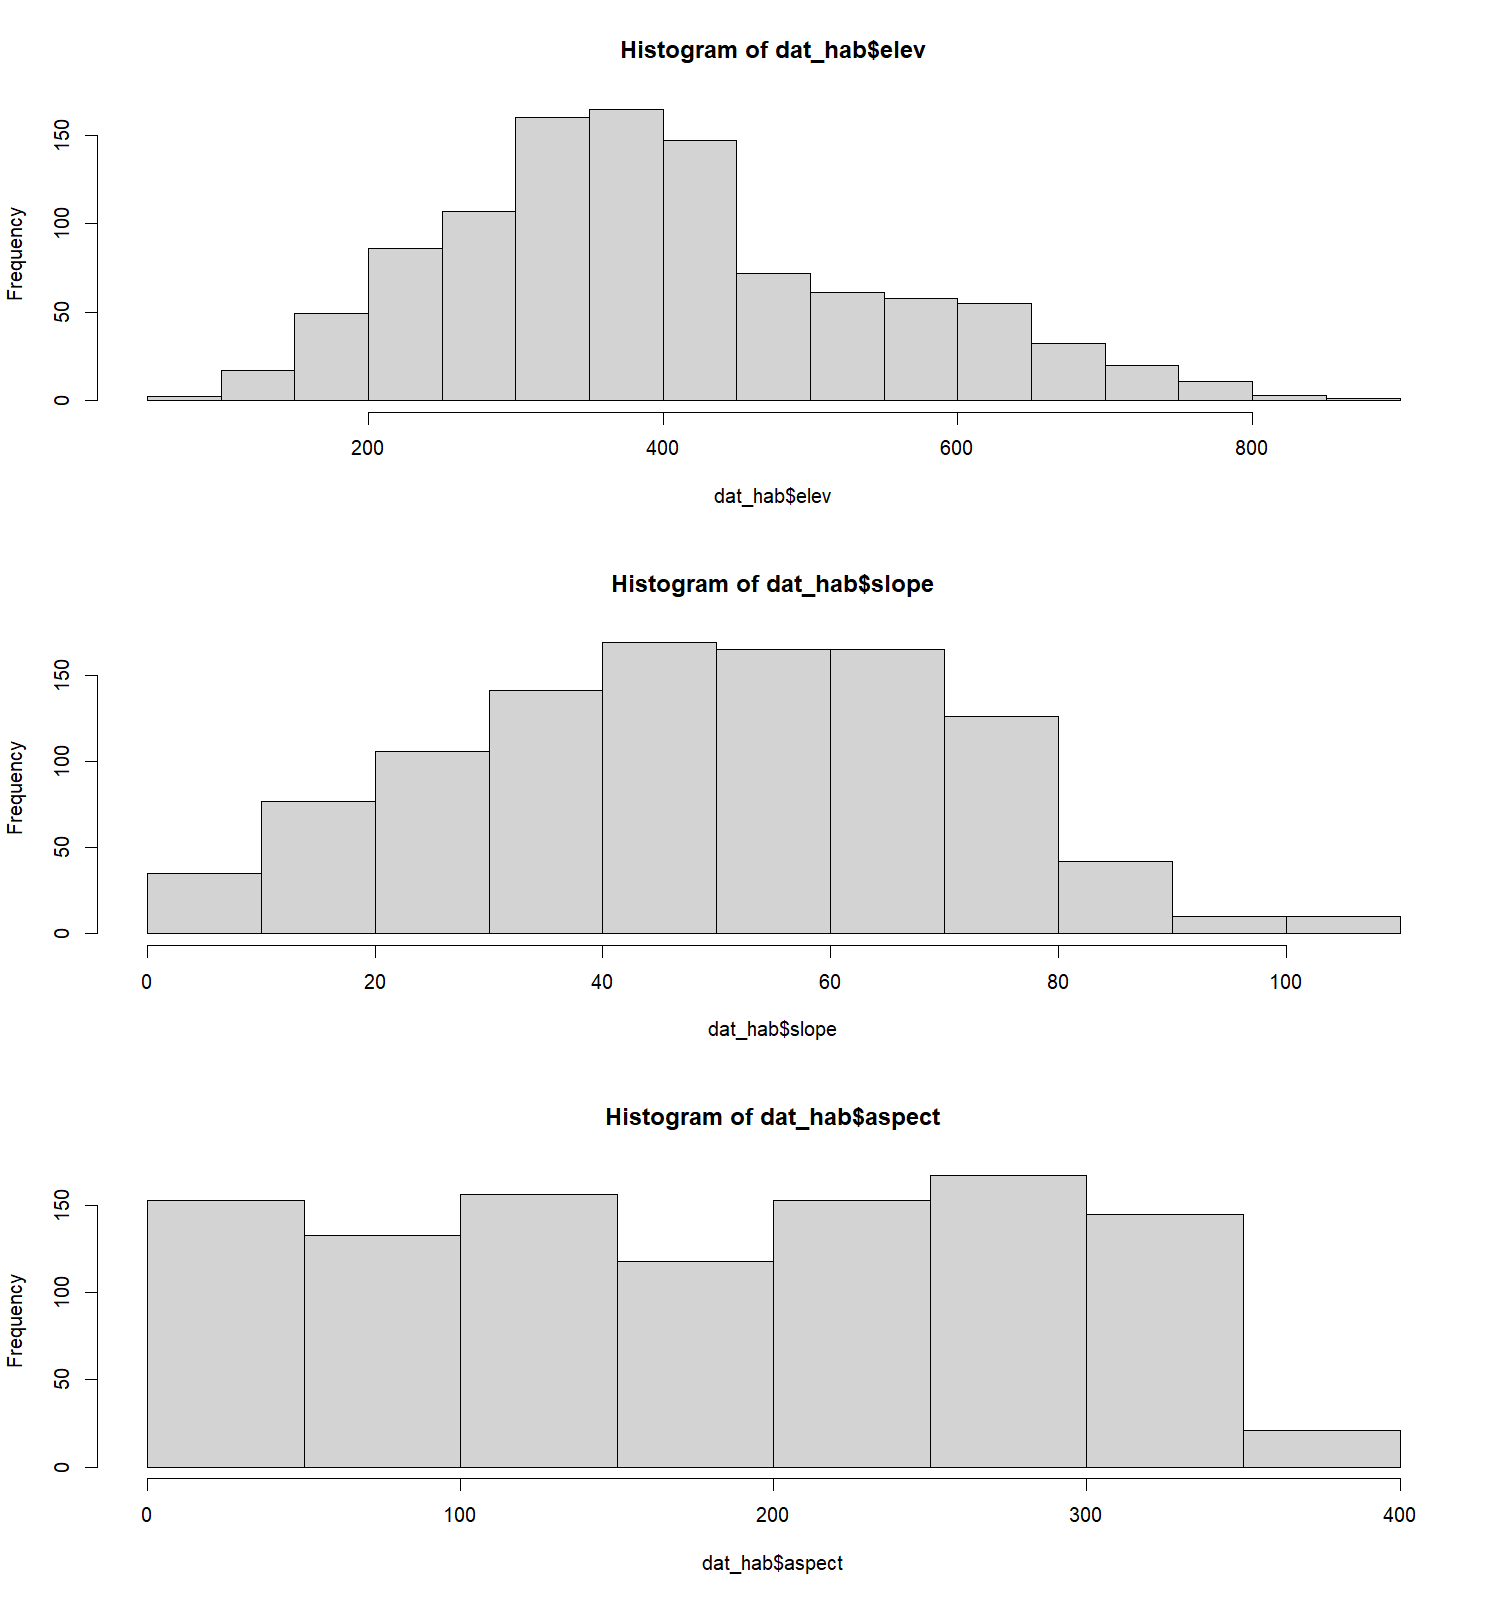 Histogram of dat_hab$elev
Frequency
0 50 100 150
200 400 600 800
dat_hab$elev
Histogram of dat_hab$slope
Frequency
0 50 100 150
0 20 40 60 80 100
dat_hab$slope
Histogram of dat_hab$aspect
Frequency
0 50 100 150
0 100 200 300 400
dat_hab$aspect